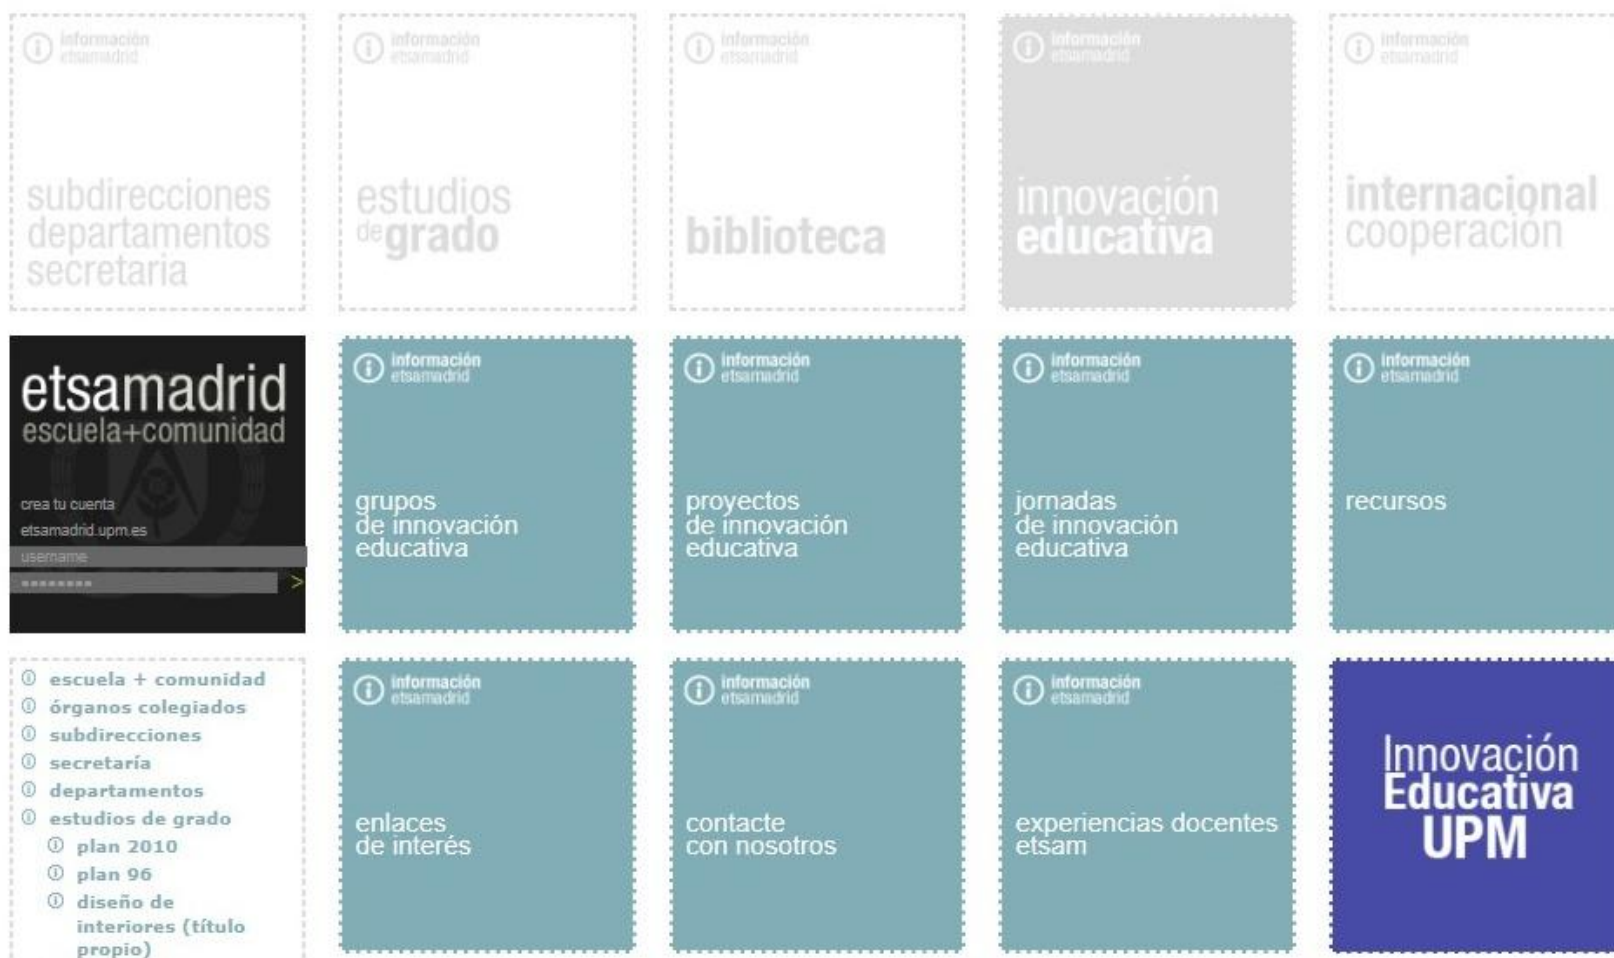 información
etsamadrid
subdirecciones
departamentos
secretaria
información
etsamadrid
estudios
de grado
información
etsamadrid
biblioteca
información
etsamadrid
innovación
educativa
información
etsamadrid
internacional
cooperación
etsamadrid
escuela+comunidad
crea tu cuenta
etsamadrid.upm.es
username
información
etsamadrid
grupos
de innovación
educativa
información
etsamadrid
proyectos
de innovación
educativa
información
etsamadrid
jornadas
de innovación
educativa
información
etsamadrid
recursos
escuela + comunidad
órganos colegiados
subdirecciones
secretaría
departamentos
estudios de grado
plan 2010
plan 96
diseño de
interiores (título
propio)
información
etsamadrid
enlaces
de interés
información
etsamadrid
contacte
con nosotros
información
etsamadrid
experiencias docentes
etsam
Innovación
Educativa
UPM